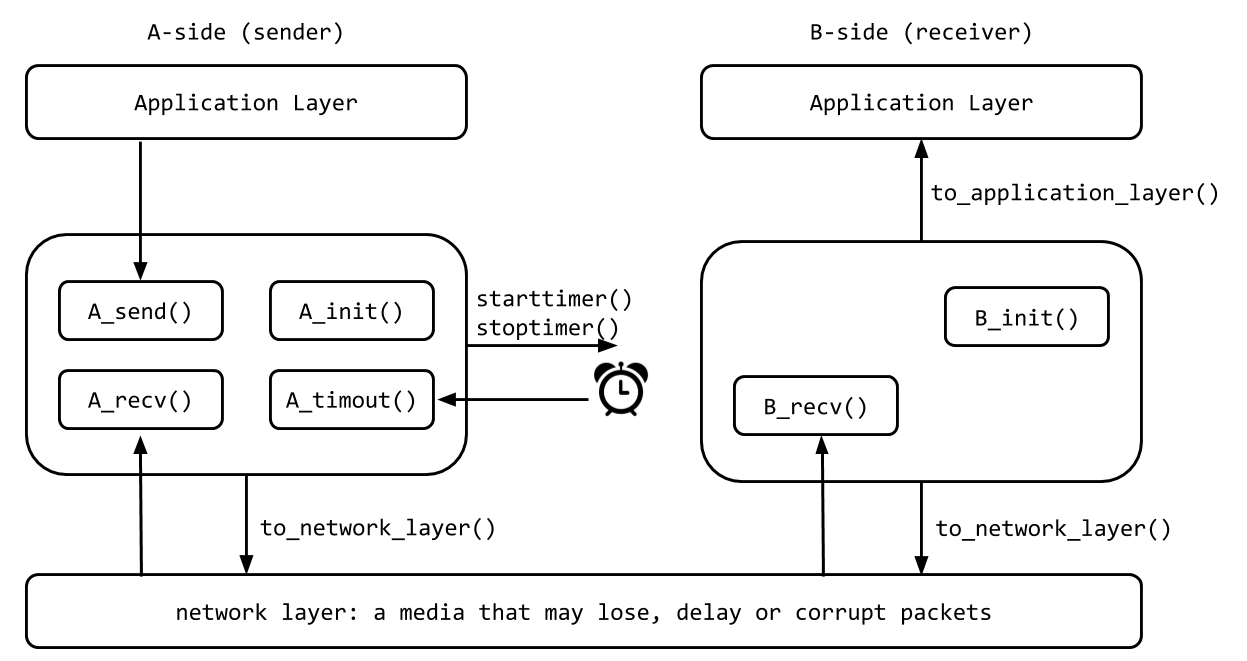 A-side (sender)
B-side (receiver)
Application Layer
Application Layer
to_application_layer()
A_send()
A_init()
starttimer()
stoptimer()
B_init()
A_recv()
A_timout()
B_recv()
to_network_layer()
to_network_layer()
network layer: a media that may lose, delay or corrupt packets